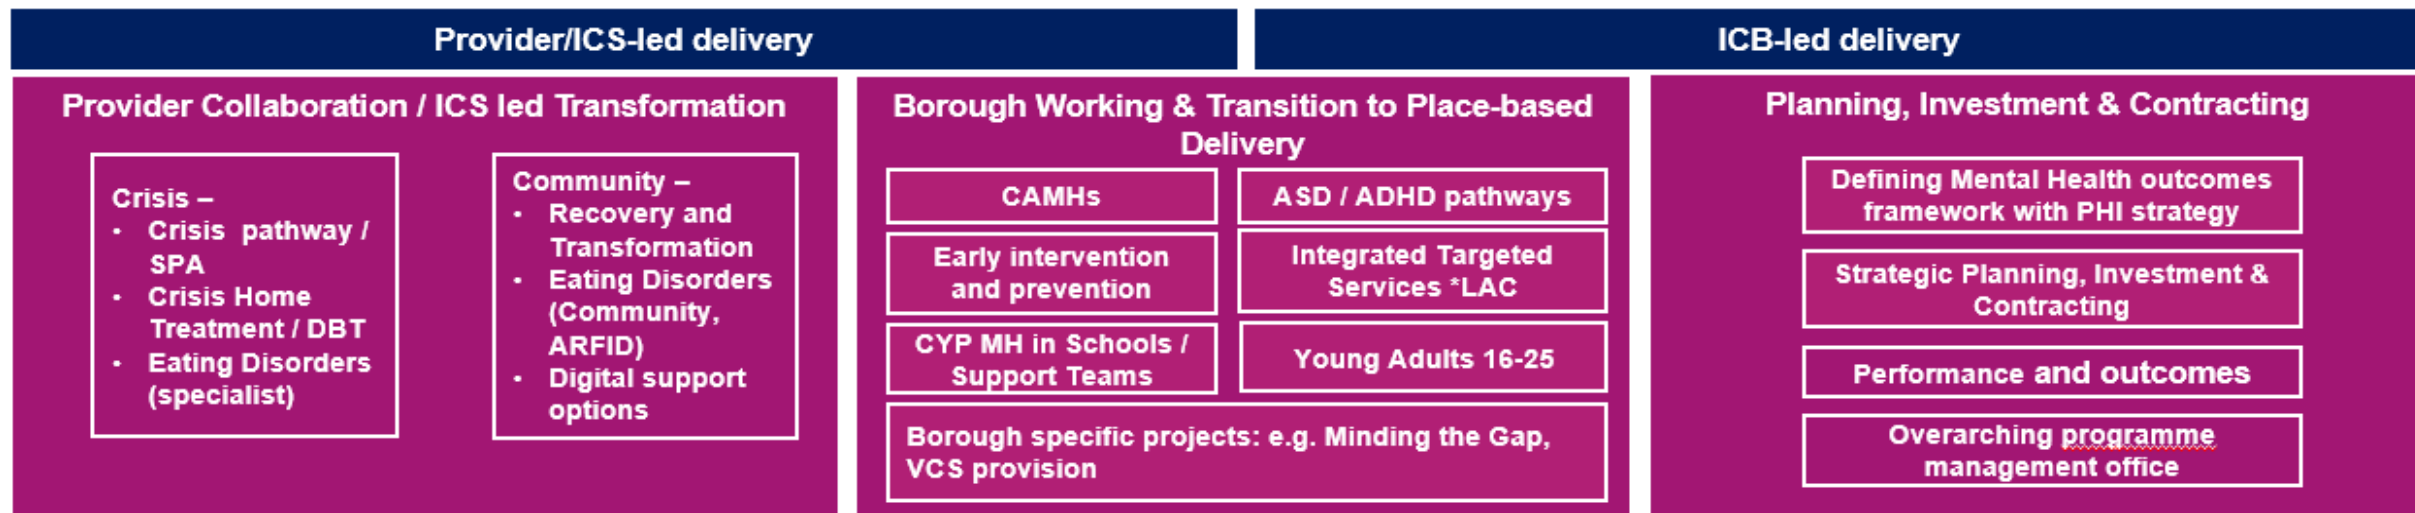 Provider/ICS-led delivery
ICB-led delivery
Provider Collaboration / ICS led Transformation
Crisis –
• Crisis pathway /
SPA
• Crisis Home
Treatment / DBT
• Eating Disorders
(specialist)
Community –
• Recovery and
Transformation
• Eating Disorders
(Community,
ARFID)
• Digital support
options
Borough Working & Transition to Place-based
Delivery
CAMHs
ASD / ADHD pathways
Early intervention
and prevention
Integrated Targeted
Services *LAC
CYP MH in Schools /
Support Teams
Young Adults 16-25
Borough specific projects: e.g. Minding the Gap,
VCS provision
Planning, Investment & Contracting
Defining Mental Health outcomes
framework with PHI strategy
Strategic Planning, Investment &
Contracting
Performance and outcomes
Overarching programme
management office